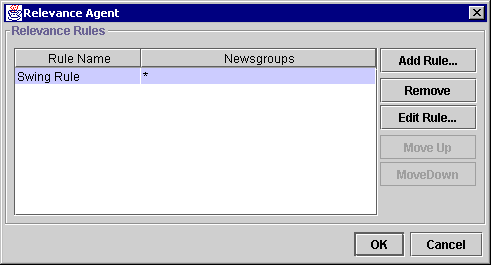 Relevance Agent
Relevance Rules
Rule Name Newsgroups
Swing Rule *
Add Rule...
Remove
Edit Rule...
Move Up
MoveDown
OK Cancel